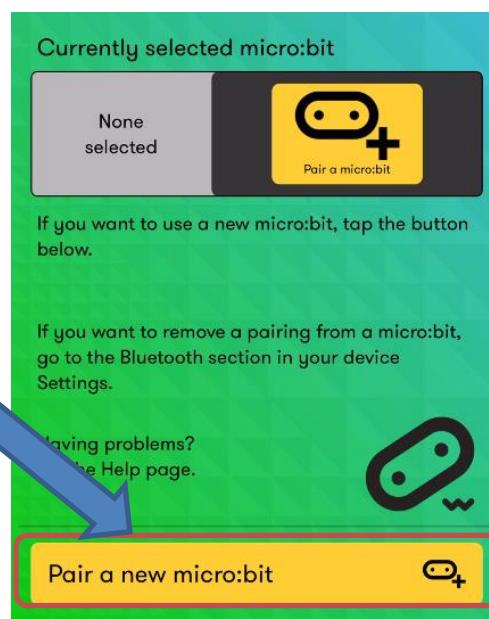 Currently selected micro:bit
None
selected
Pair a micro:bit
If you want to use a new micro:bit, tap the button
below.
If you want to remove a pairing from a micro:bit,
go to the Bluetooth section in your device
Settings.
problems?
Help page.
Pair a new micro:bit